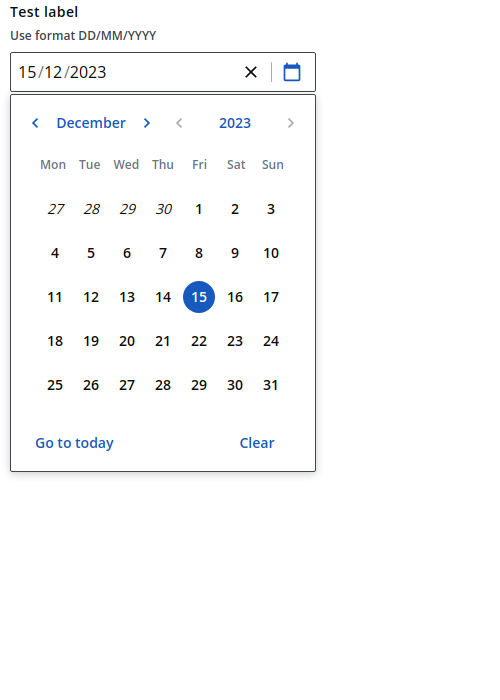 Test label
Use format DD/MM/YYYY
15/12/2023
December 2023
Mon Tue Wed Thu Fri Sat Sun
27 28 29 30 1 2 3
4 5 6 7 8 9 10
11 12 13 14 15 16 17
18 19 20 21 22 23 24
25 26 27 28 29 30 31
Go to today Clear